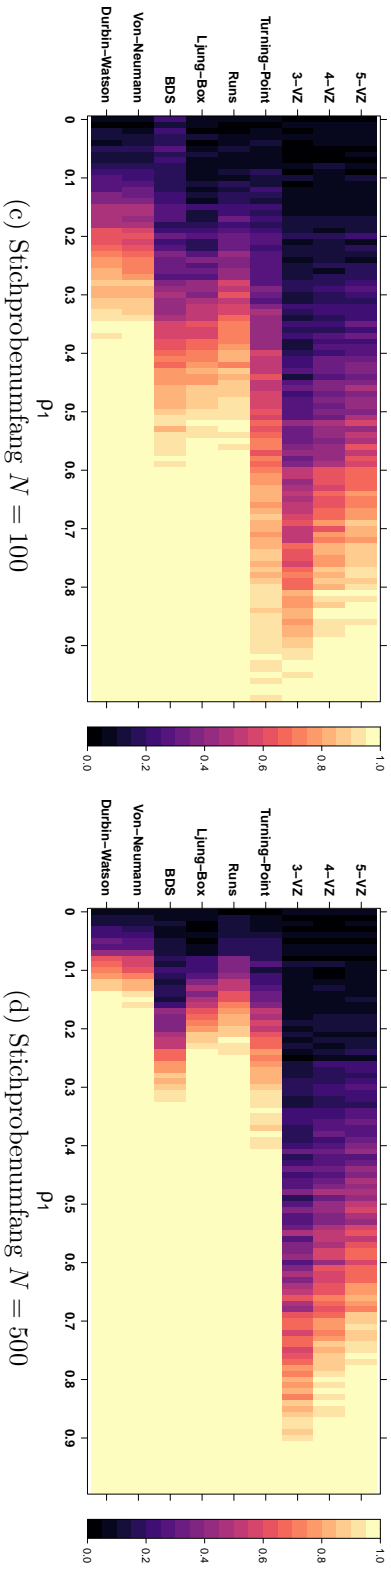 5−VZ
4−VZ
3−VZ
Turning−Point
Runs
Ljung−Box
BDS
Von−Neumann
Durbin−Watson
0 0.1 0.2 0.3 0.4 0.5 0.6 0.7 0.8 0.9
ρ1
0.0 0.2 0.4 0.6 0.8 1.0
(c) Stichprobenumfang N = 100
5−VZ
4−VZ
3−VZ
Turning−Point
Runs
Ljung−Box
BDS
Von−Neumann
Durbin−Watson
0 0.1 0.2 0.3 0.4 0.5 0.6 0.7 0.8 0.9
ρ1
0.0 0.2 0.4 0.6 0.8 1.0
(d) Stichprobenumfang N = 500